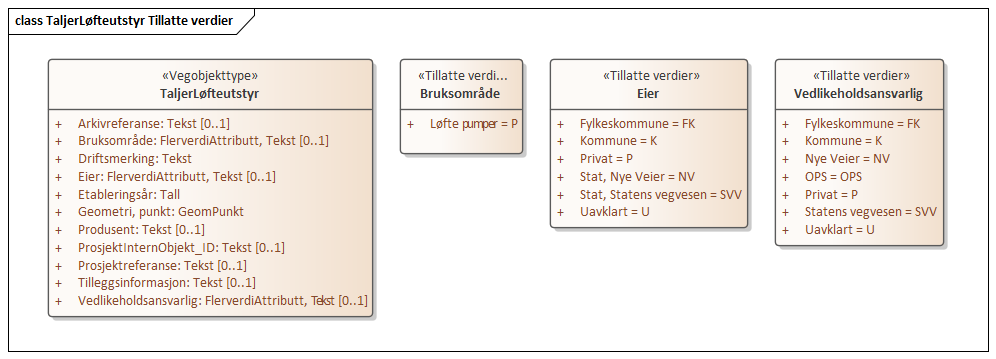 class TaljerLøfteutstyr Tillatte verdier
«Vegobjekttype»
TaljerLøfteutstyr
+ Arkivreferanse: Tekst [0..1]
+ Bruksområde: FlerverdiAttributt, Tekst [0..1]
+ Driftsmerking: Tekst
+ Eier: FlerverdiAttributt, Tekst [0..1]
+ Etableringsår: Tall
+ Geometri, punkt: GeomPunkt
+ Produsent: Tekst [0..1]
+ ProsjektInternObjekt_ID: Tekst [0..1]
+ Prosjektreferanse: Tekst [0..1]
+ Tilleggsinformasjon: Tekst [0..1]
+ Vedlikeholdsansvarlig: FlerverdiAttributt, Tekst [0..1]
«Tillatte verdi...
Bruksområde
+ Løfte pumper = P
«Tillatte verdier»
Eier
+ Fylkeskommune = FK
+ Kommune = K
+ Privat = P
+ Stat, Nye Veier = NV
+ Stat, Statens vegvesen = SVV
+ Uavklart = U
«Tillatte verdier»
Vedlikeholdsansvarlig
+ Fylkeskommune = FK
+ Kommune = K
+ Nye Veier = NV
+ OPS = OPS
+ Privat = P
+ Statens vegvesen = SVV
+ Uavklart = U